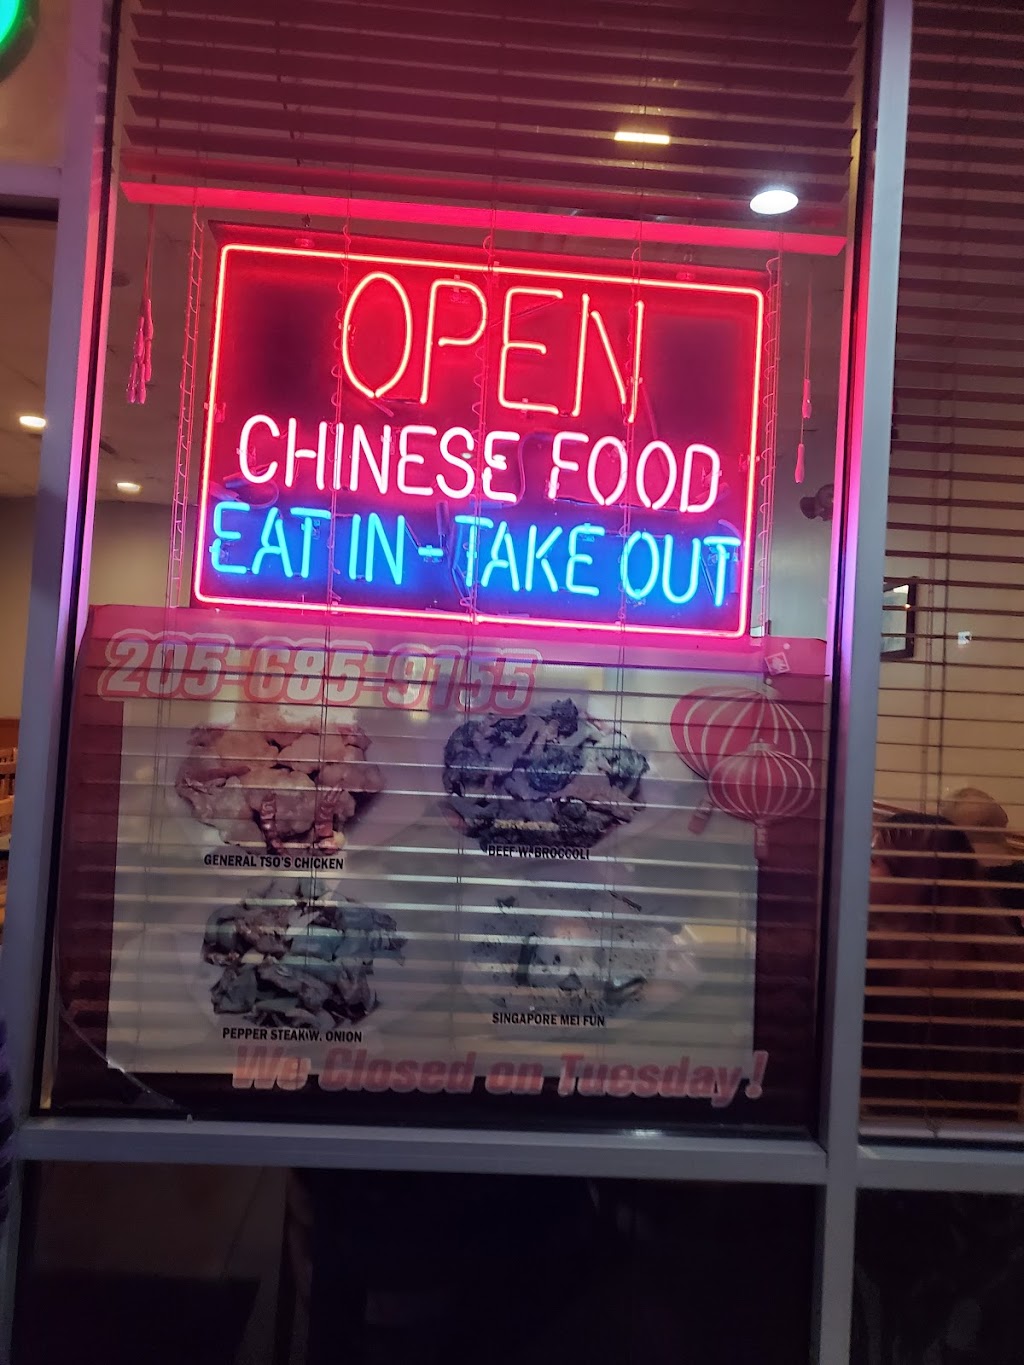 OPEN
CHINESE FOOD
EAT IN - TAKE OUT
205-685-9155
GENERAL TSO'S CHICKEN
BEEF W. BROCCOLI
PEPPER STEAK W. ONION
SINGAPORE MEI FUN
We Closed on Tuesday!